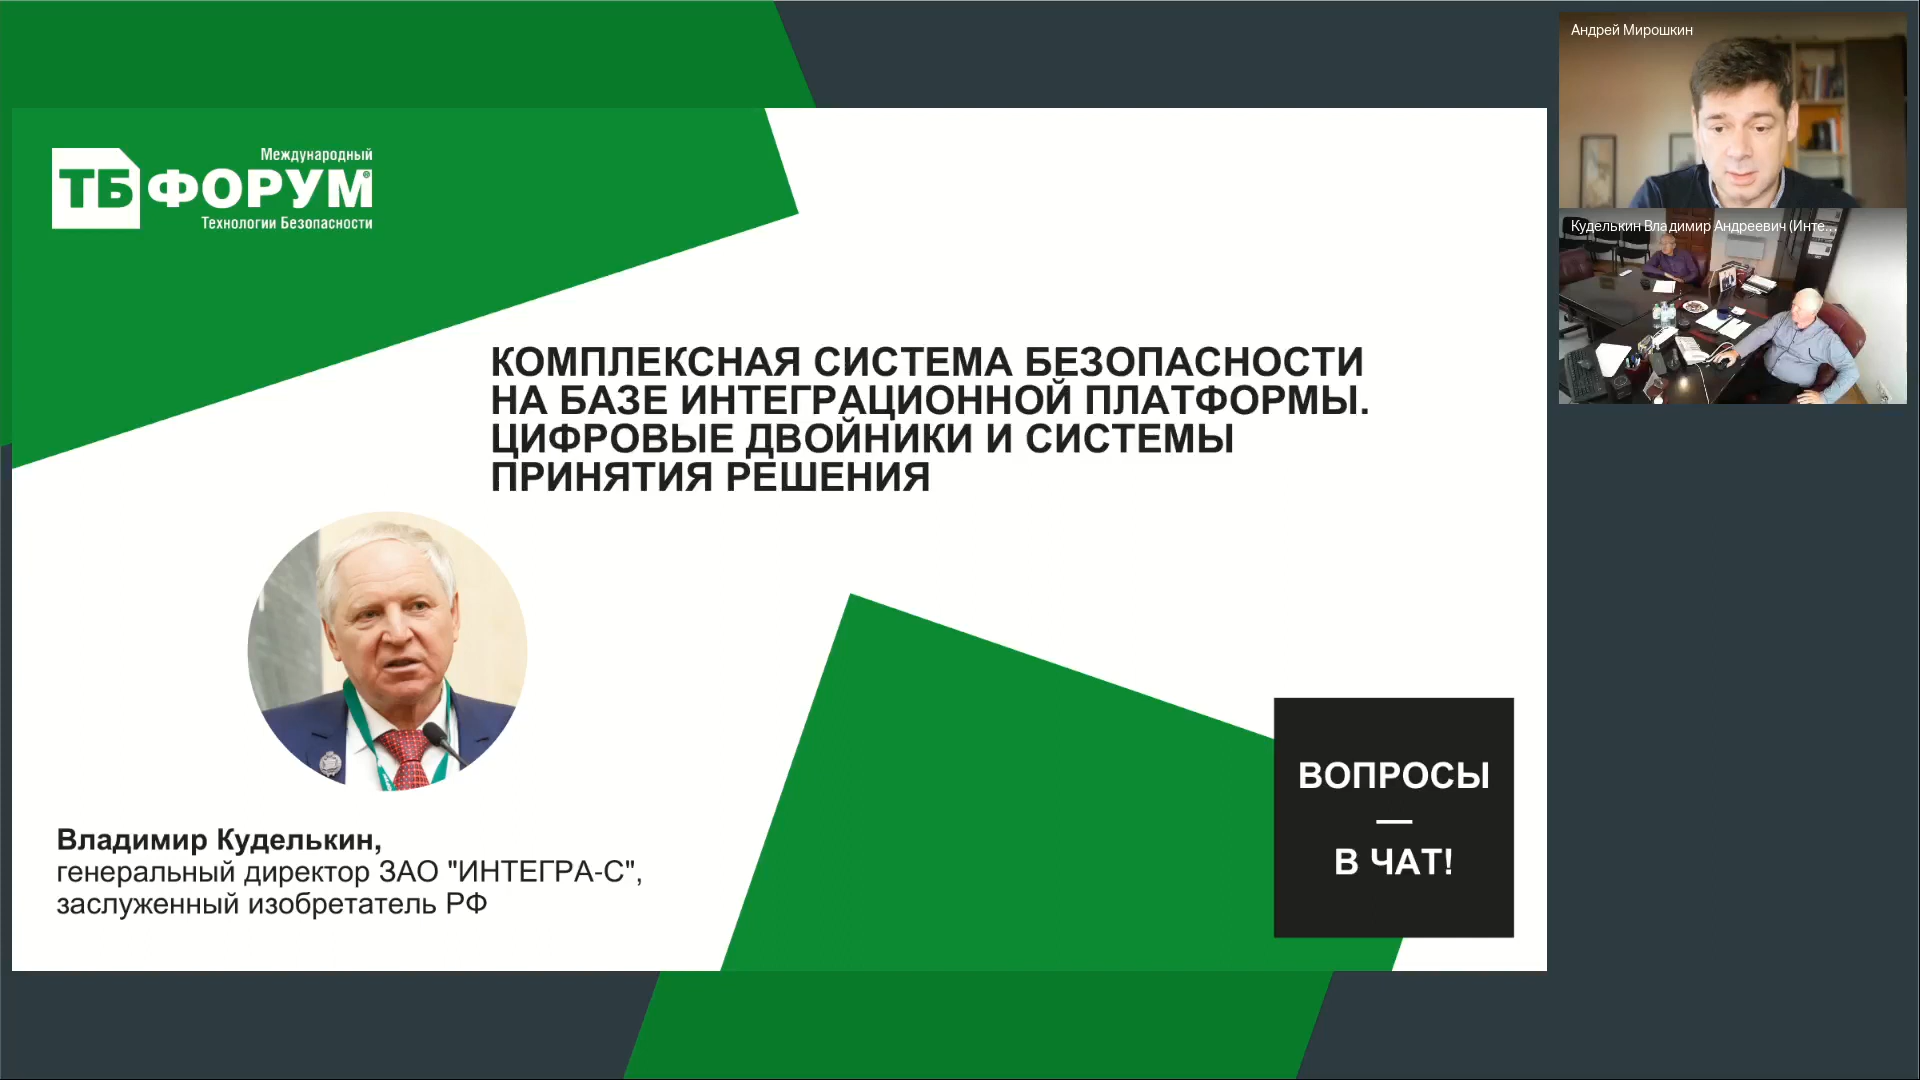 Международный
ТБ ФОРУМ®
Технологии Безопасности
КОМПЛЕКСНАЯ СИСТЕМА БЕЗОПАСНОСТИ
НА БАЗЕ ИНТЕГРАЦИОННОЙ ПЛАТФОРМЫ.
ЦИФРОВЫЕ ДВОЙНИКИ И СИСТЕМЫ
ПРИНЯТИЯ РЕШЕНИЯ
Владимир Куделькин,
генеральный директор ЗАО "ИНТЕГРА-С",
заслуженный изобретатель РФ
ВОПРОСЫ
—
В ЧАТ!
Андрей Мирошкин
Куделькин Владимир Андреевич (Инте...